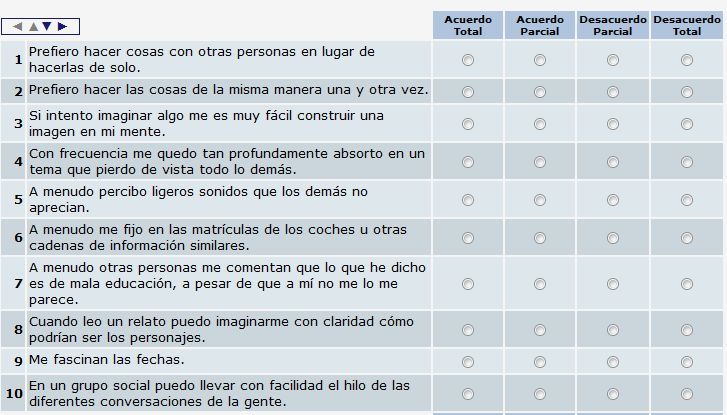 Acuerdo Total
Acuerdo Parcial
Desacuerdo Parcial
Desacuerdo Total
1 Prefiero hacer cosas con otras personas en lugar de
hacerlas de solo.
2 Prefiero hacer las cosas de la misma manera una y otra vez.
3 Si intento imaginar algo me es muy fácil construir una
imagen en mi mente.
4 Con frecuencia me quedo tan profundamente absorto en un
tema que pierdo de vista todo lo demás.
5 A menudo percibo ligeros sonidos que los demás no
aprecian.
6 A menudo me fijo en las matrículas de los coches u otras
cadenas de información similares.
7 A menudo otras personas me comentan que lo que he dicho
es de mala educación, a pesar de que a mí no me lo me
parece.
8 Cuando leo un relato puedo imaginarme con claridad cómo
podrían ser los personajes.
9 Me fascinan las fechas.
10 En un grupo social puedo llevar con facilidad el hilo de las
diferentes conversaciones de la gente.